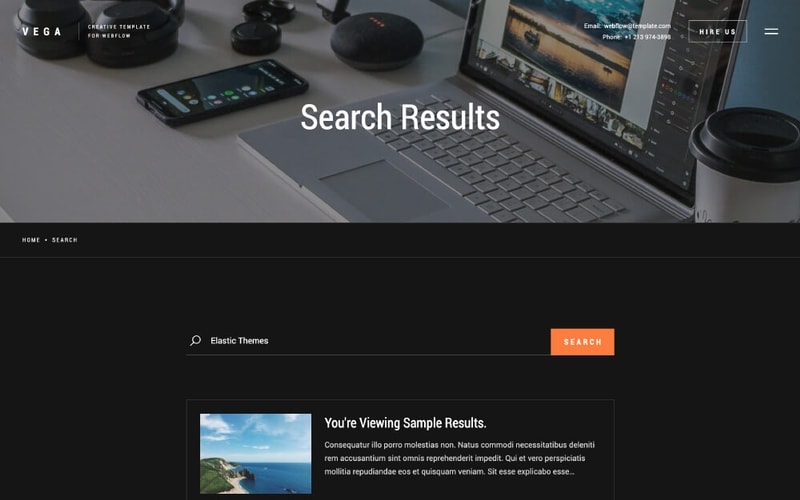 VEGA
CREATIVE TEMPLATE
FOR WEBFLOW
Email: webflow@template.com
Phone: +1 213 974-3898
HIRE US
Search Results
HOME • SEARCH
Elastic Themes
SEARCH
You're Viewing Sample Results.
Consequatur illo porro molestias non. Natus commodi necessitatibus deleniti
rem accusantium sint omnis reprehenderit impedit. Qui et vero perspiciatis
mollitia repudiandae eos et quisquam veniam. Sit esse explicabo esse...